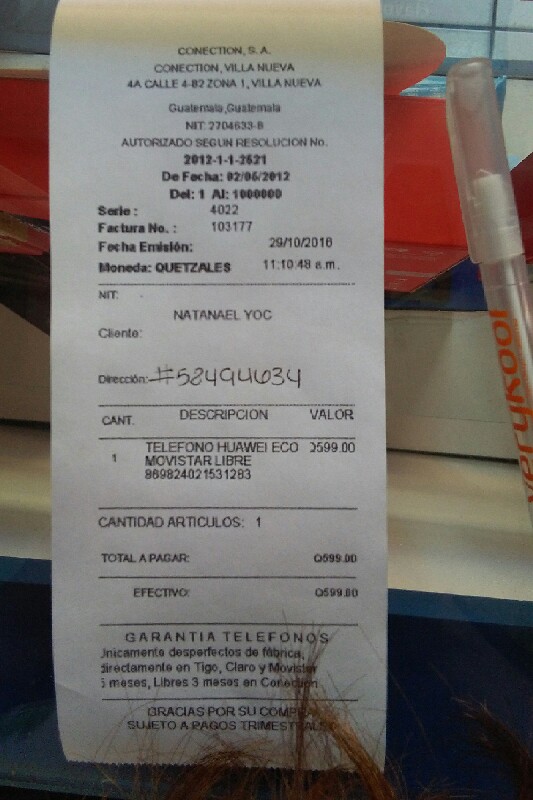 CONECTION, S. A.
CONECTION, VILLA NUEVA
4A CALLE 4-82 ZONA 1, VILLA NUEVA
Guatemala,Guatemala
NIT: 2704633-8
AUTORIZADO SEGUN RESOLUCION No.
2012-1-1-2621
De Fecha: 02/05/2012
Del: 1 Al: 1000000
Serie : 4022
Factura No. : 103177
Fecha Emisión: 29/10/2016
Moneda: QUETZALES 11:10:48 a.m.
NIT: -
NATANAEL YOC
Cliente:
Dirección: #58494634
CANT. DESCRIPCION VALOR
1 TELEFONO HUAWEI ECO Q599.00
MOVISTAR LIBRE
869824021531283
CANTIDAD ARTICULOS: 1
TOTAL A PAGAR: Q599.00
EFECTIVO: Q599.00
GARANTIA TELEFONOS
Unicamente desperfectos de fábrica,
directamente en Tigo, Claro y Movistar
meses, Libres 3 meses en Conection
GRACIAS POR SU COMPRA
SUJETO A PAGOS TRIMESTRALES
verykool